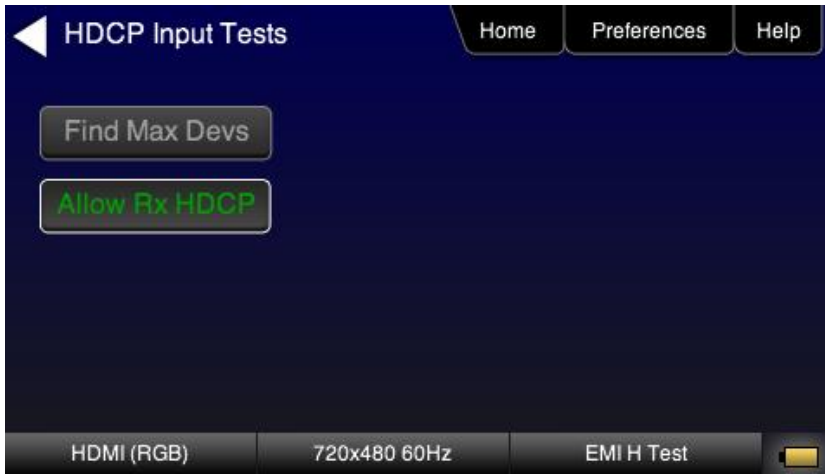 HDCP Input Tests
Home
Preferences
Help
Find Max Devs
Allow Rx HDCP
HDMI (RGB)
720x480 60Hz
EMI H Test